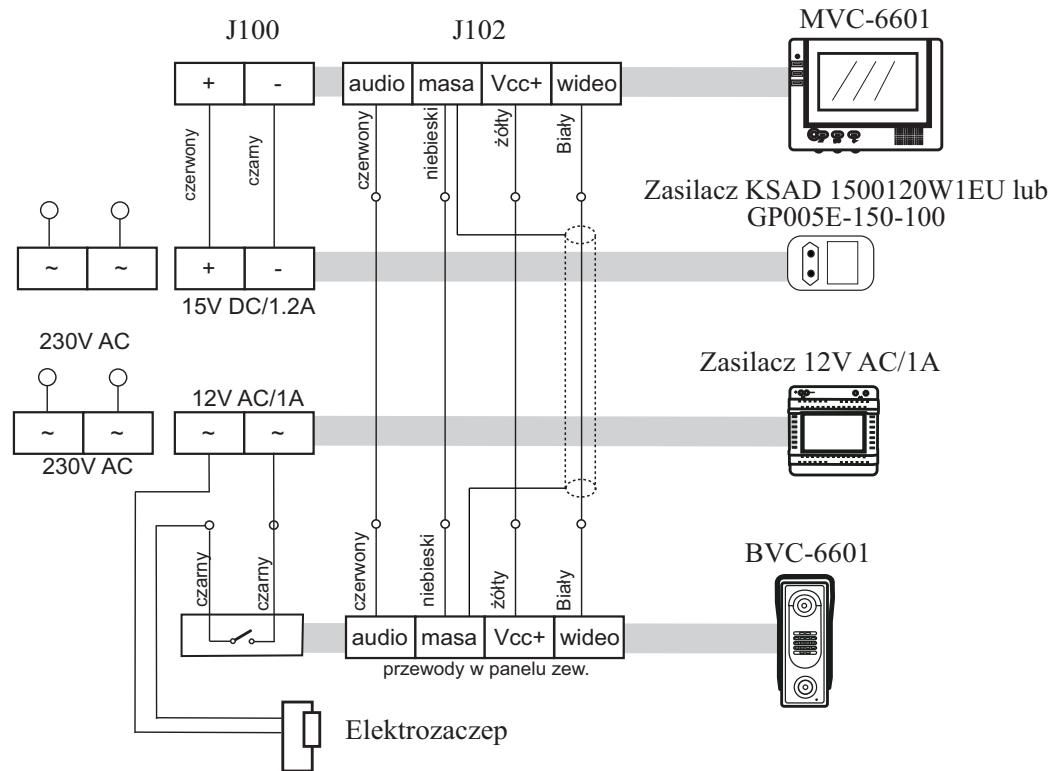 MVC-6601
J100
J102
+ - audio masa Vcc+ wideo
czerwony
czarny
czerwony
niebieski
żółty
Biały
Zasilacz KSAD 1500120W1EU lub
GP005E-150-100
~ ~ + -
15V DC/1.2A
230V AC
Zasilacz 12V AC/1A
12V AC/1A
~ ~ ~ ~
230V AC
BVC-6601
czarny
czarny
czerwony
niebieski
żółty
Biały
audio masa Vcc+ wideo
przewody w panelu zew.
Elektrozaczep